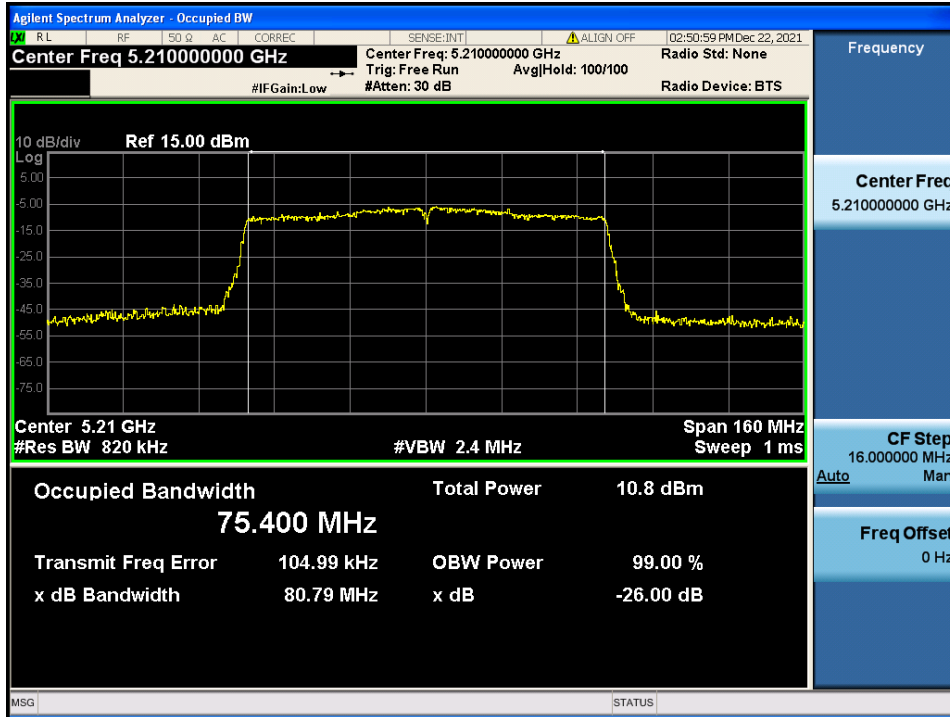 Agilent Spectrum Analyzer - Occupied BW
LXI RL RF 50 Ω AC CORREC SENSE:INT ALIGN OFF 02:50:59 PM Dec 22, 2021
Center Freq 5.210000000 GHz
Center Freq: 5.210000000 GHz
Radio Std: None
Trig: Free Run Avg|Hold: 100/100
#IFGain:Low
#Atten: 30 dB
Radio Device: BTS
10 dB/div Ref 15.00 dBm
Log
5.00
-5.00
-15.0
-25.0
-35.0
-45.0
-55.0
-65.0
-75.0
Center 5.21 GHz Span 160 MHz
#Res BW 820 kHz #VBW 2.4 MHz Sweep 1 ms
Occupied Bandwidth Total Power 10.8 dBm
75.400 MHz
Transmit Freq Error 104.99 kHz OBW Power 99.00 %
x dB Bandwidth 80.79 MHz x dB -26.00 dB
Frequency
Center Freq
5.210000000 GHz
CF Step
16.000000 MHz
Auto Man
Freq Offset
0 Hz
MSG STATUS